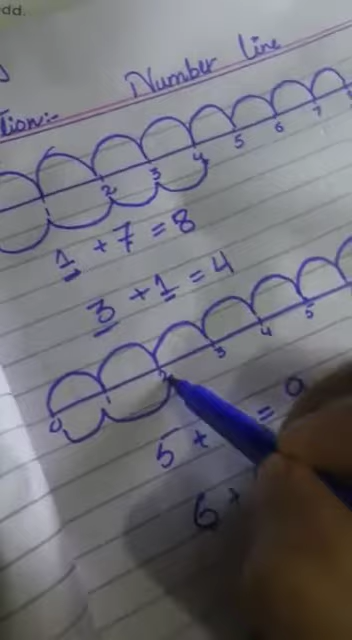 dd.
tion:- Number line
1 2 3 4 5 6 7
1 + 7 = 8
3 + 1 = 4
0 1 2 3 4 5
5 + = 9
6 +